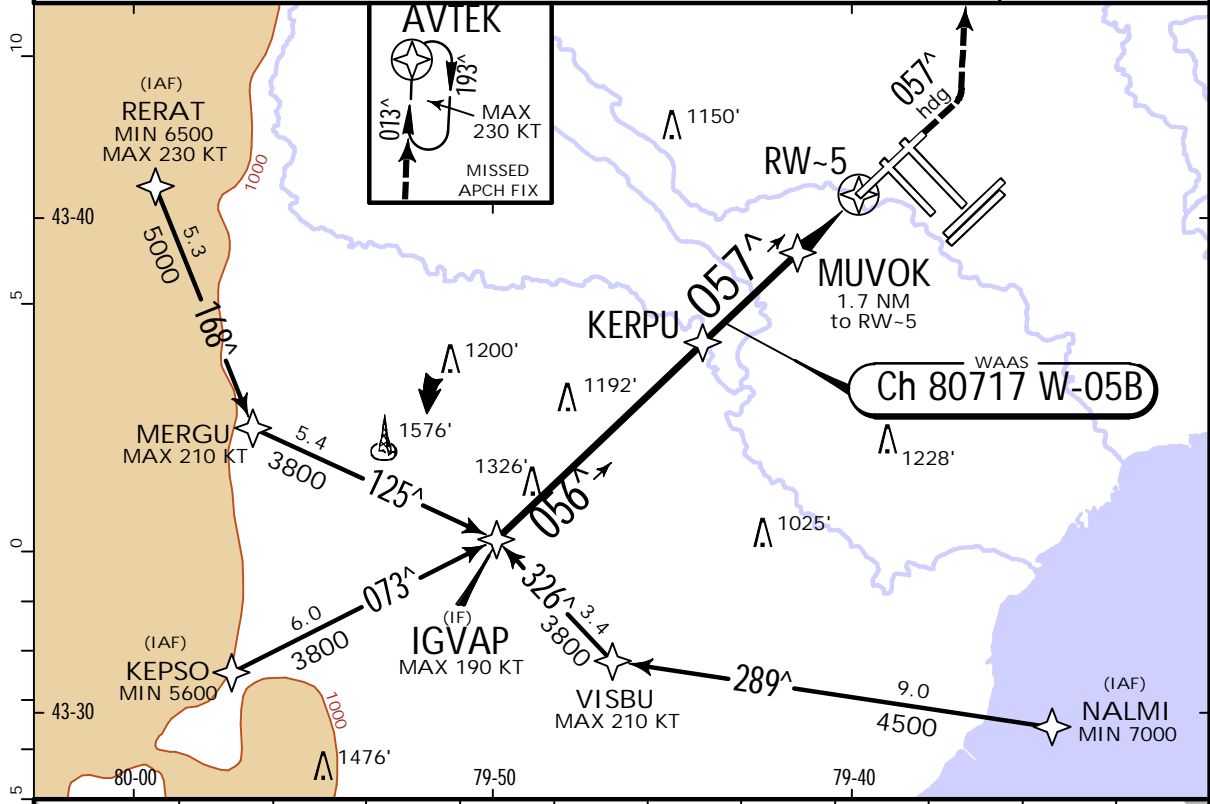 10
AVTEK
013^
193^
MAX
230 KT
MISSED
APCH FIX
057^
hdg
(IAF)
RERAT
MIN 6500
MAX 230 KT
1000
1150'
RW~5
43-40
5.3
5000
168^
057^
MUVOK
1.7 NM
to RW~5
5
KERPU
WAAS
Ch 80717 W-05B
1200'
1192'
MERGU
MAX 210 KT
1576'
5.4
3800
125^
1326'
056^
1228'
1025'
0
6.0
3800
073^
(IF)
IGVAP
MAX 190 KT
326^
3.4
3800
(IAF)
KEPSO
MIN 5600
VISBU
MAX 210 KT
289^
9.0
4500
(IAF)
NALMI
MIN 7000
43-30
1000
1476'
80-00
79-50
79-40
5